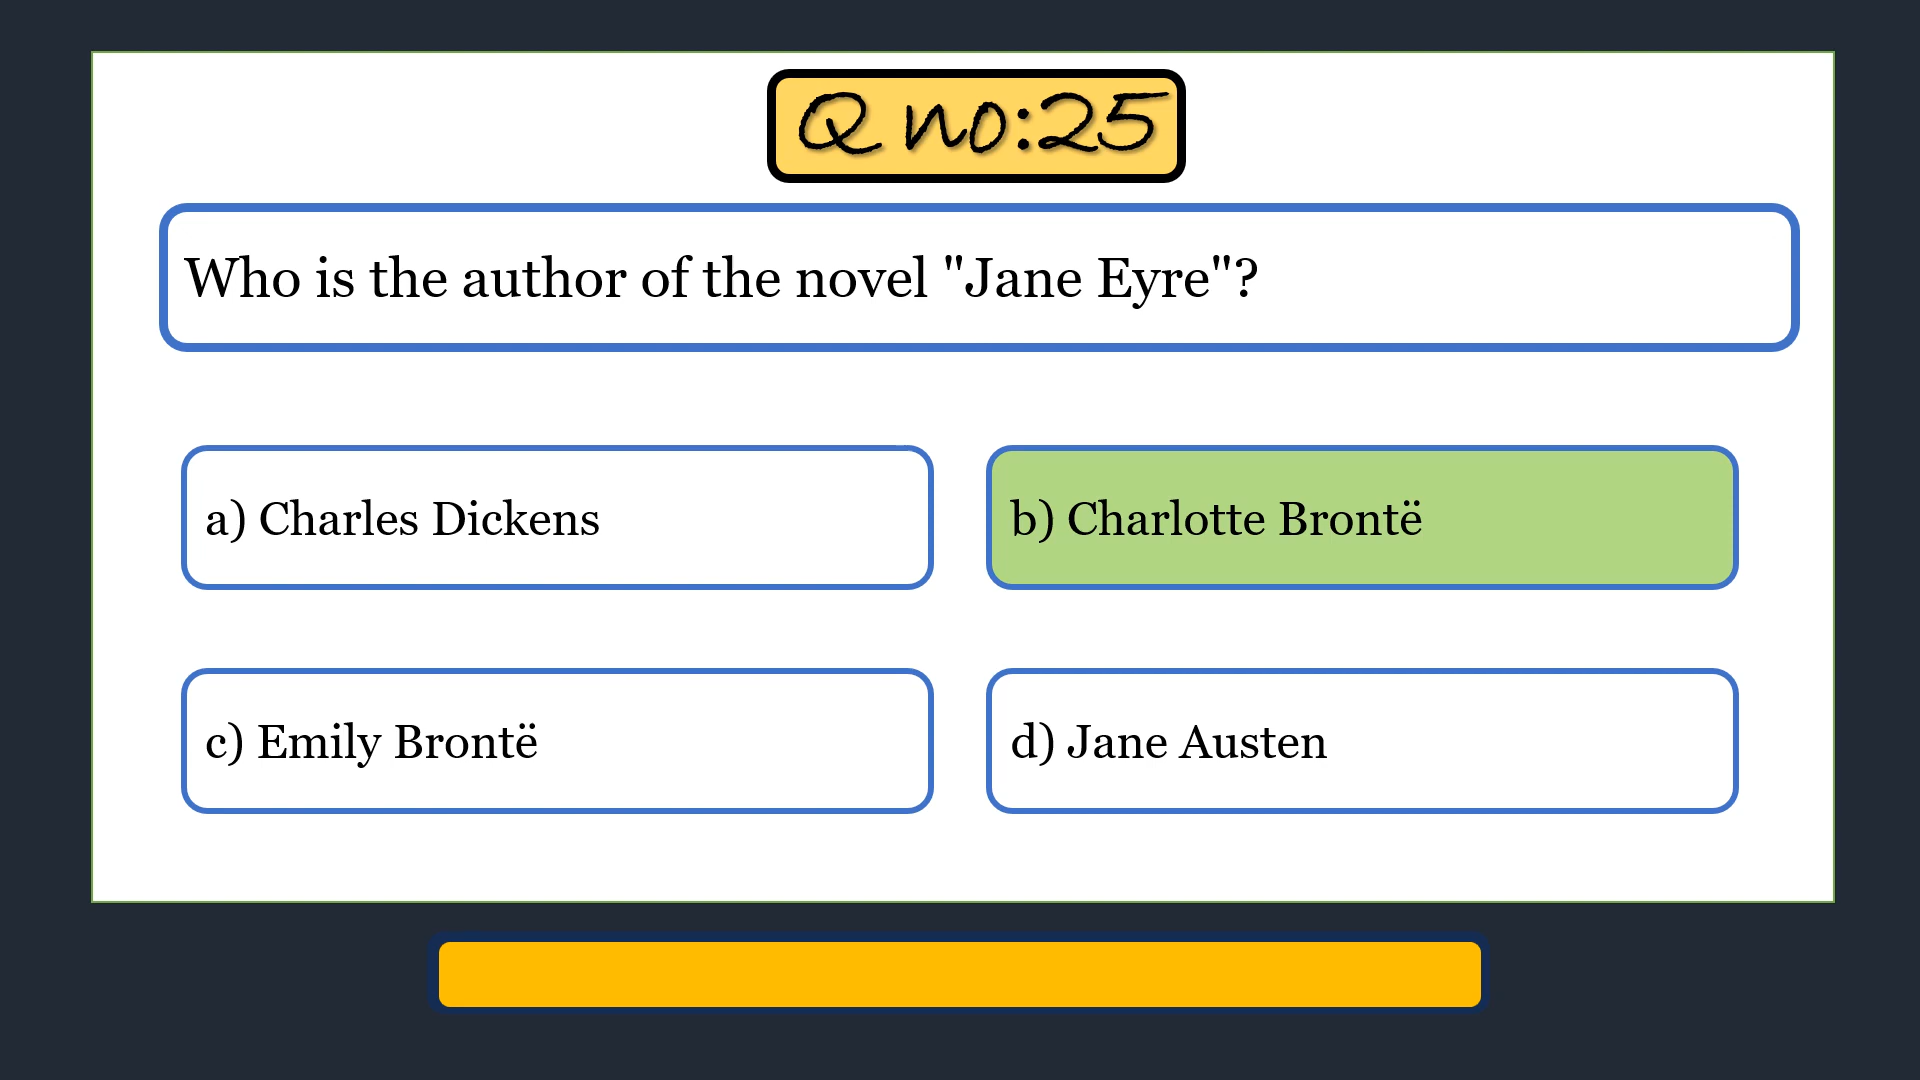 Q no:25
Who is the author of the novel "Jane Eyre"?
a) Charles Dickens
b) Charlotte Brontë
c) Emily Brontë
d) Jane Austen